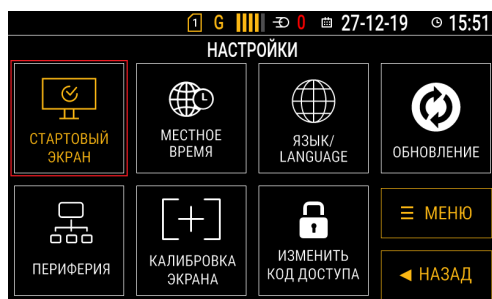 1 G 0 27-12-19 15:51
НАСТРОЙКИ
СТАРТОВЫЙ
ЭКРАН
МЕСТНОЕ
ВРЕМЯ
ЯЗЫК/
LANGUAGE
ОБНОВЛЕНИЕ
ПЕРИФЕРИЯ
КАЛИБРОВКА
ЭКРАНА
ИЗМЕНИТЬ
КОД ДОСТУПА
МЕНЮ
НАЗАД